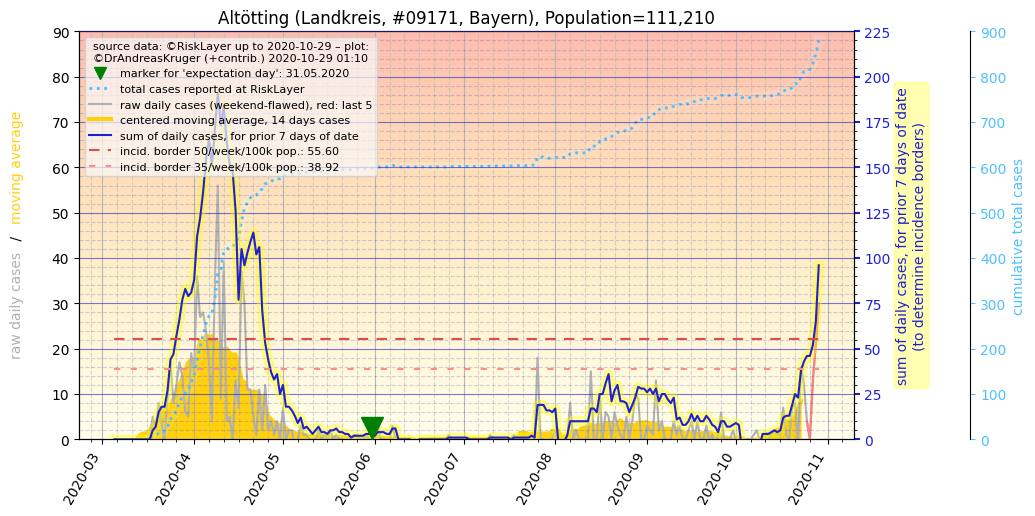 Altötting (Landkreis, #09171, Bayern), Population=111,210
source data: ©RiskLayer up to 2020-10-29 – plot:
©DrAndreasKruger (+contrib.) 2020-10-29 01:10
marker for 'expectation day': 31.05.2020
total cases reported at RiskLayer
raw daily cases (weekend-flawed), red: last 5
centered moving average, 14 days cases
sum of daily cases, for prior 7 days of date
incid. border 50/week/100k pop.: 55.60
incid. border 35/week/100k pop.: 38.92
raw daily cases / moving average
90
80
70
60
50
40
30
20
10
0
225
200
175
150
125
100
75
50
25
0
sum of daily cases, for prior 7 days of date
(to determine incidence borders)
900
800
700
600
500
400
300
200
100
0
cumulative total cases
2020-03
2020-04
2020-05
2020-06
2020-07
2020-08
2020-09
2020-10
2020-11